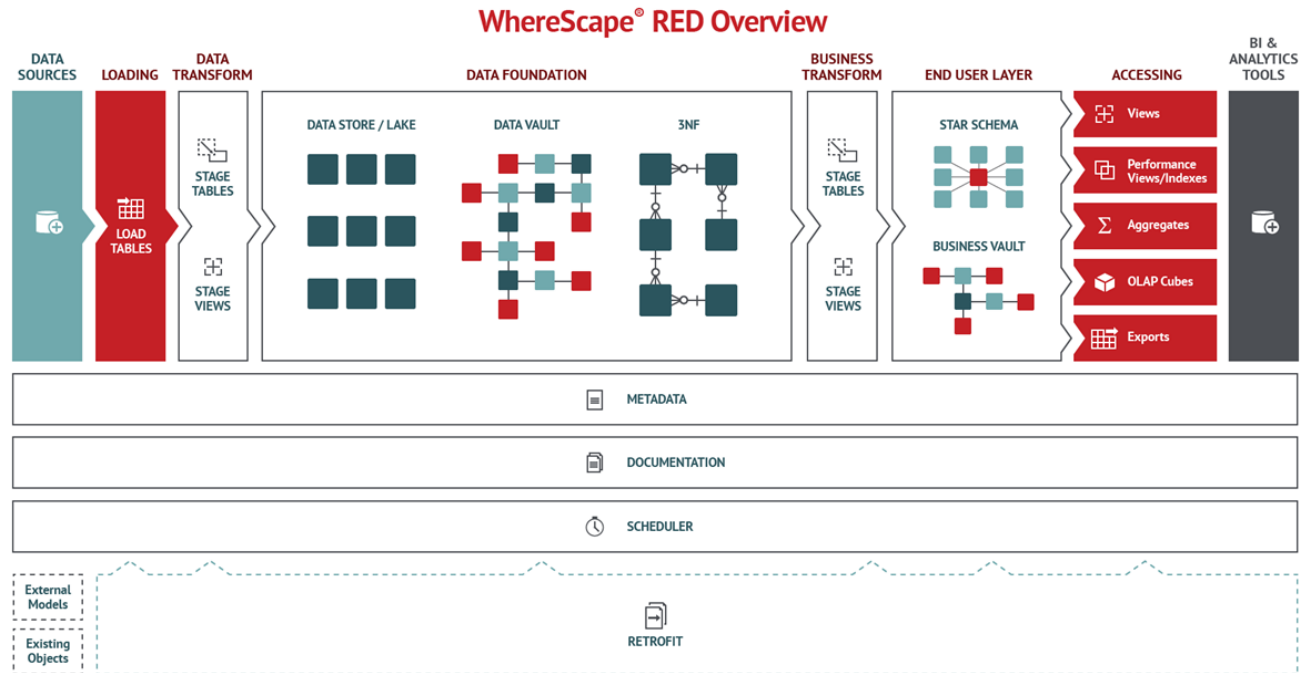 WhereScape® RED Overview
DATA
SOURCES
LOADING
DATA
TRANSFORM
DATA FOUNDATION
BUSINESS
TRANSFORM
END USER LAYER
ACCESSING
BI &
ANALYTICS
TOOLS
LOAD
TABLES
STAGE
TABLES
STAGE
VIEWS
DATA STORE / LAKE
DATA VAULT
3NF
STAGE
TABLES
STAGE
VIEWS
STAR SCHEMA
BUSINESS VAULT
Views
Performance
Views/Indexes
Aggregates
OLAP Cubes
Exports
METADATA
DOCUMENTATION
SCHEDULER
External
Models
Existing
Objects
RETROFIT